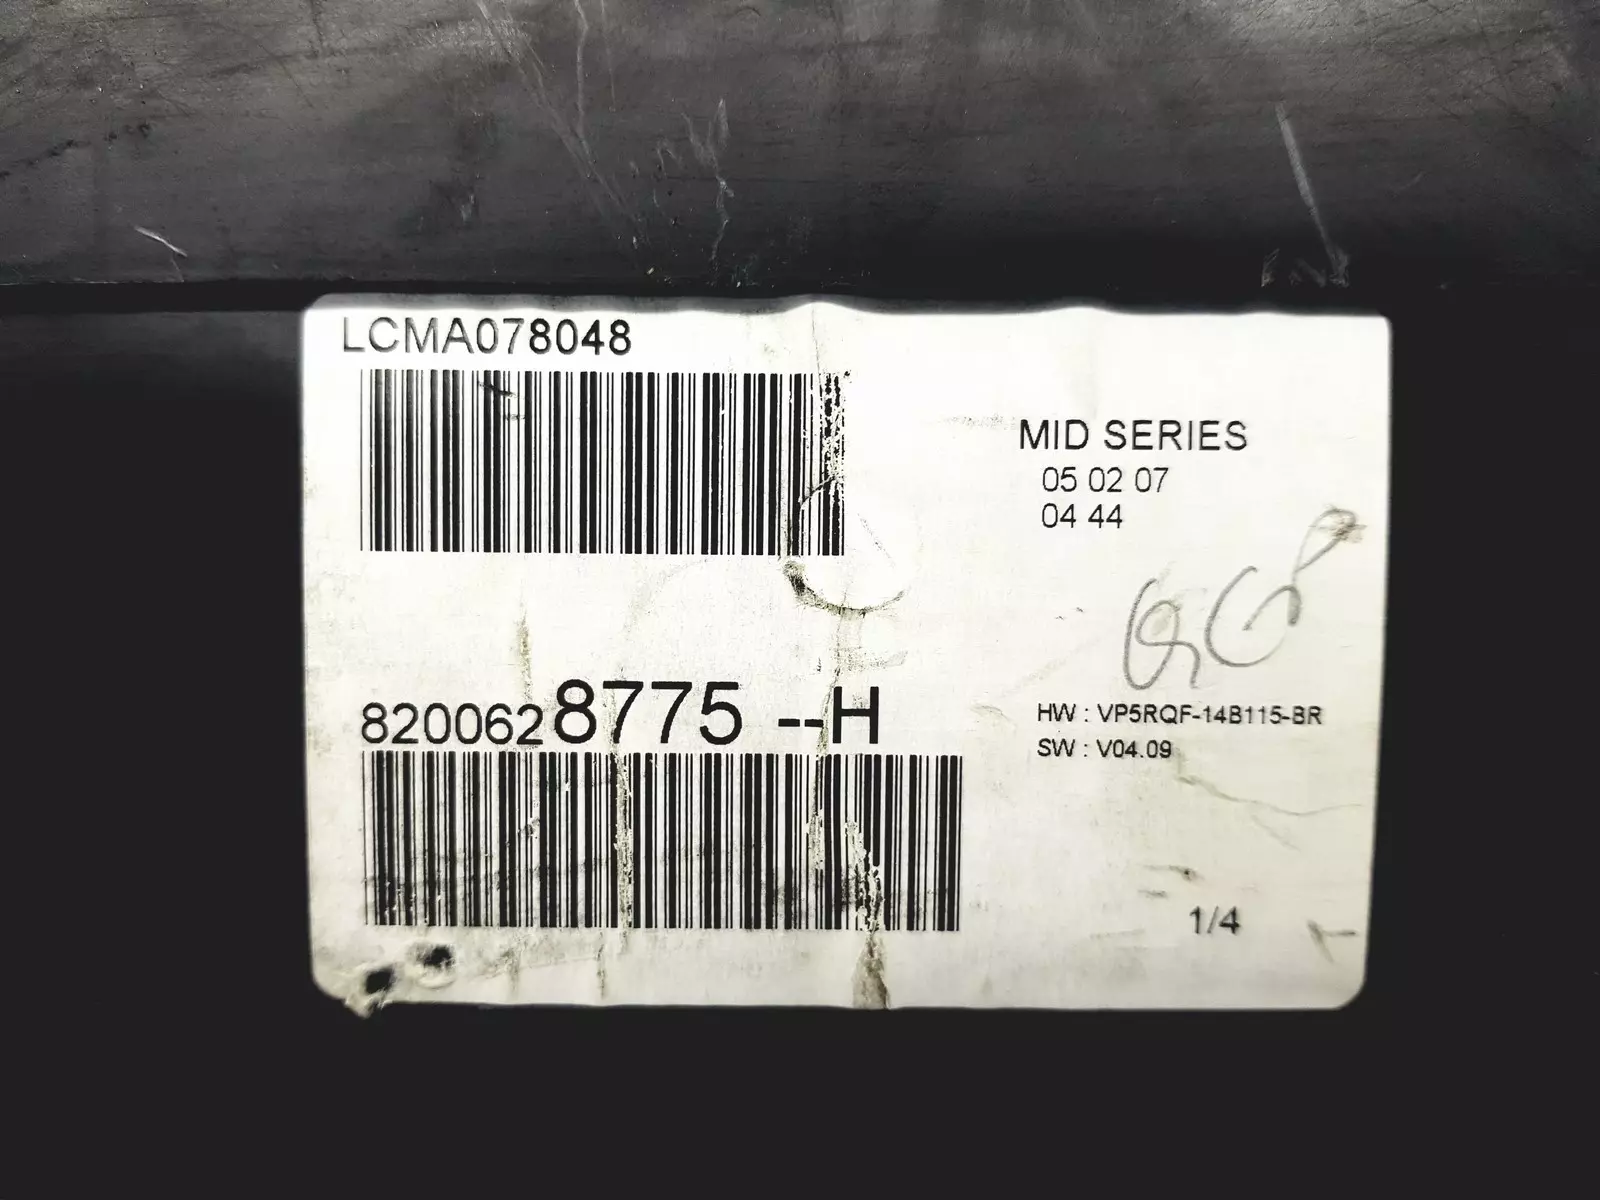 LCMA078048
MID SERIES
05 02 07
04 44
8200628775 --H
HW : VP5RQF-14B115-BR
SW : V04.09
1/4